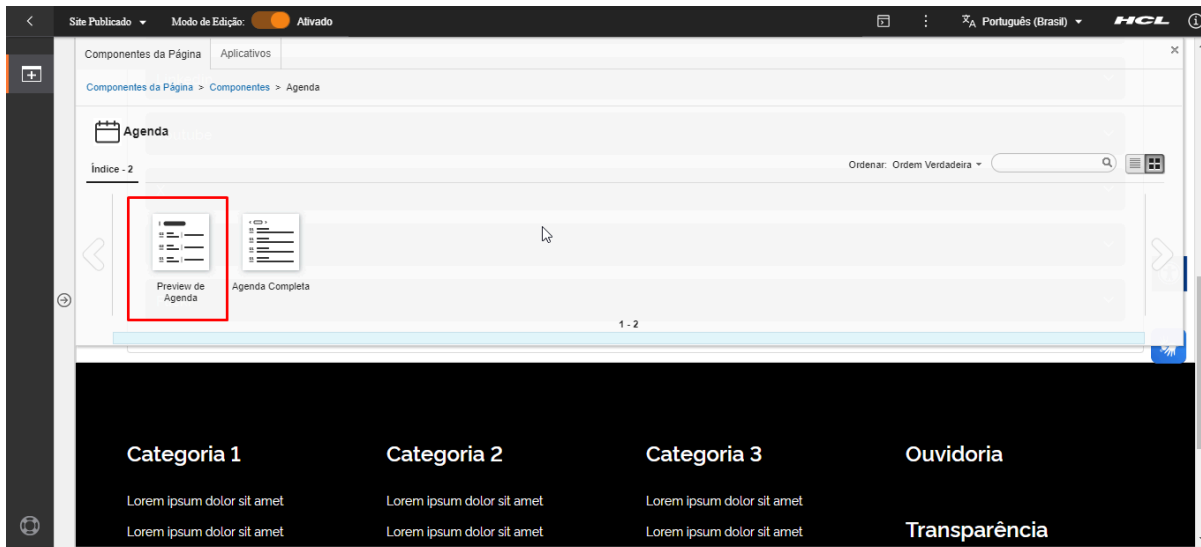 Site Publicado
Modo de Edição:
Ativado
Português (Brasil)
HCL
Componentes da Página
Aplicativos
Componentes da Página > Componentes > Agenda
Agenda
Índice - 2
Ordenar: Ordem Verdadeira
Preview de
Agenda
Agenda Completa
1 - 2
Categoria 1
Categoria 2
Categoria 3
Ouvidoria
Lorem ipsum dolor sit amet
Lorem ipsum dolor sit amet
Lorem ipsum dolor sit amet
Lorem ipsum dolor sit amet
Lorem ipsum dolor sit amet
Lorem ipsum dolor sit amet
Transparência